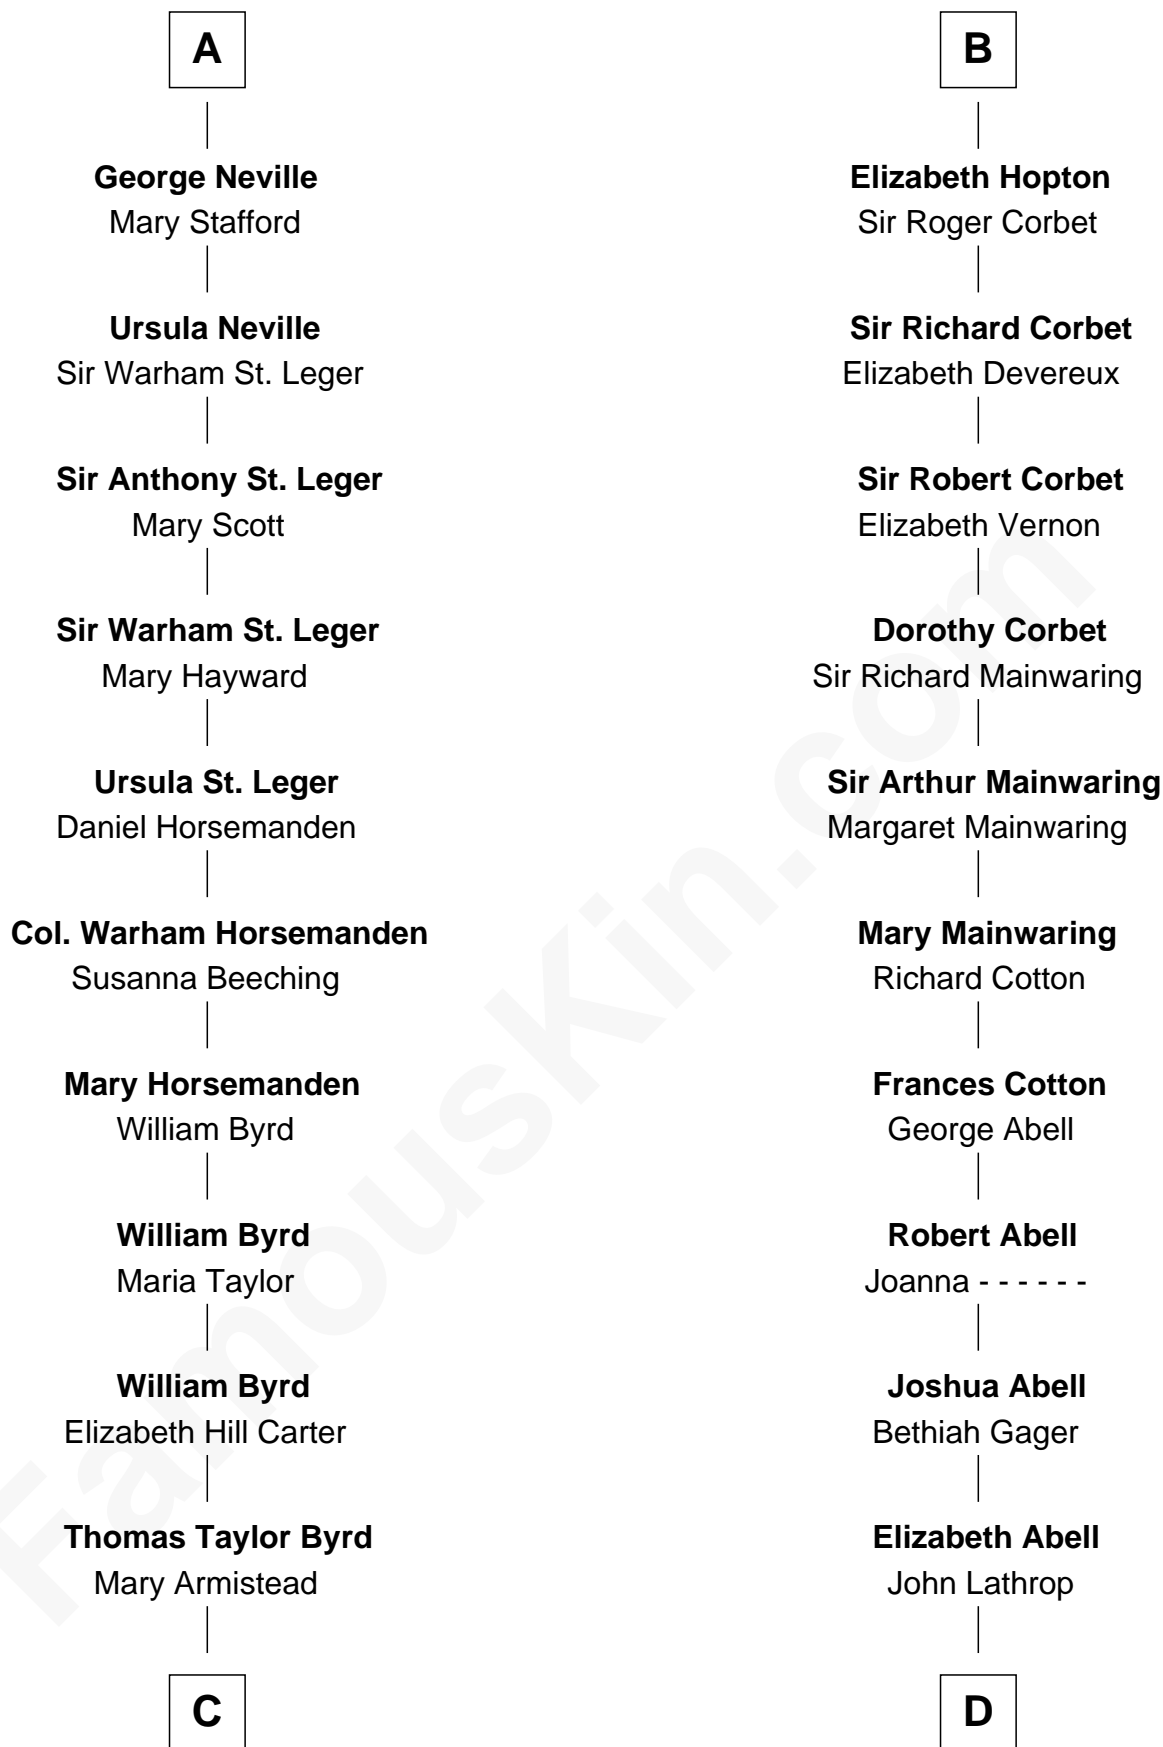 A
George Neville
Mary Stafford
Ursula Neville
Sir Warham St. Leger
Sir Anthony St. Leger
Mary Scott
Sir Warham St. Leger
Mary Hayward
Ursula St. Leger
Daniel Horsemanden
Col. Warham Horsemanden
Susanna Beeching
Mary Horsemanden
William Byrd
William Byrd
Maria Taylor
William Byrd
Elizabeth Hill Carter
Thomas Taylor Byrd
Mary Armistead
C
B
Elizabeth Hopton
Sir Roger Corbet
Sir Richard Corbet
Elizabeth Devereux
Sir Robert Corbet
Elizabeth Vernon
Dorothy Corbet
Sir Richard Mainwaring
Sir Arthur Mainwaring
Margaret Mainwaring
Mary Mainwaring
Richard Cotton
Frances Cotton
George Abell
Robert Abell
Joanna - - - - - -
Joshua Abell
Bethiah Gager
Elizabeth Abell
John Lathrop
D
FamousKin.com